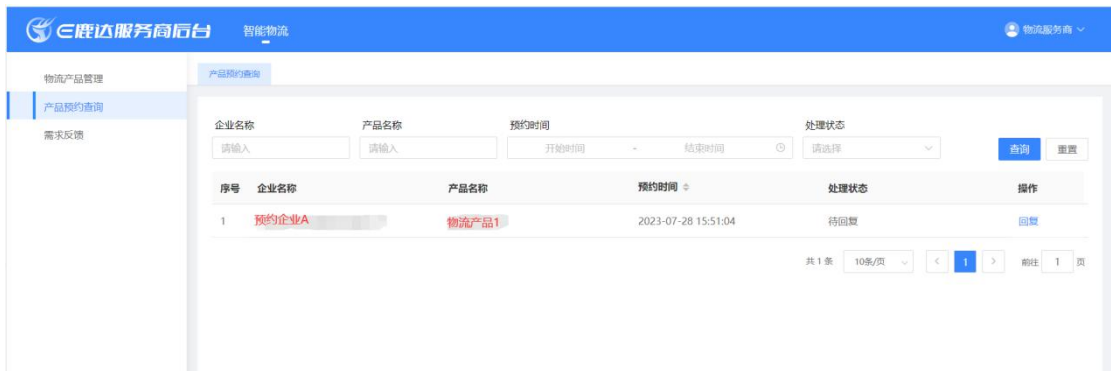 E鹿达服务商后台 智能物流 物流服务商
物流产品管理 产品预约查询
产品预约查询
需求反馈
企业名称 产品名称 预约时间 处理状态
请输入 请输入 开始时间 - 结束时间 请选择 查询 重置
序号 企业名称 产品名称 预约时间 处理状态 操作
1 预约企业A 物流产品1 2023-07-28 15:51:04 待回复 回复
共 1 条 10条/页 < 1 > 前往 1 页